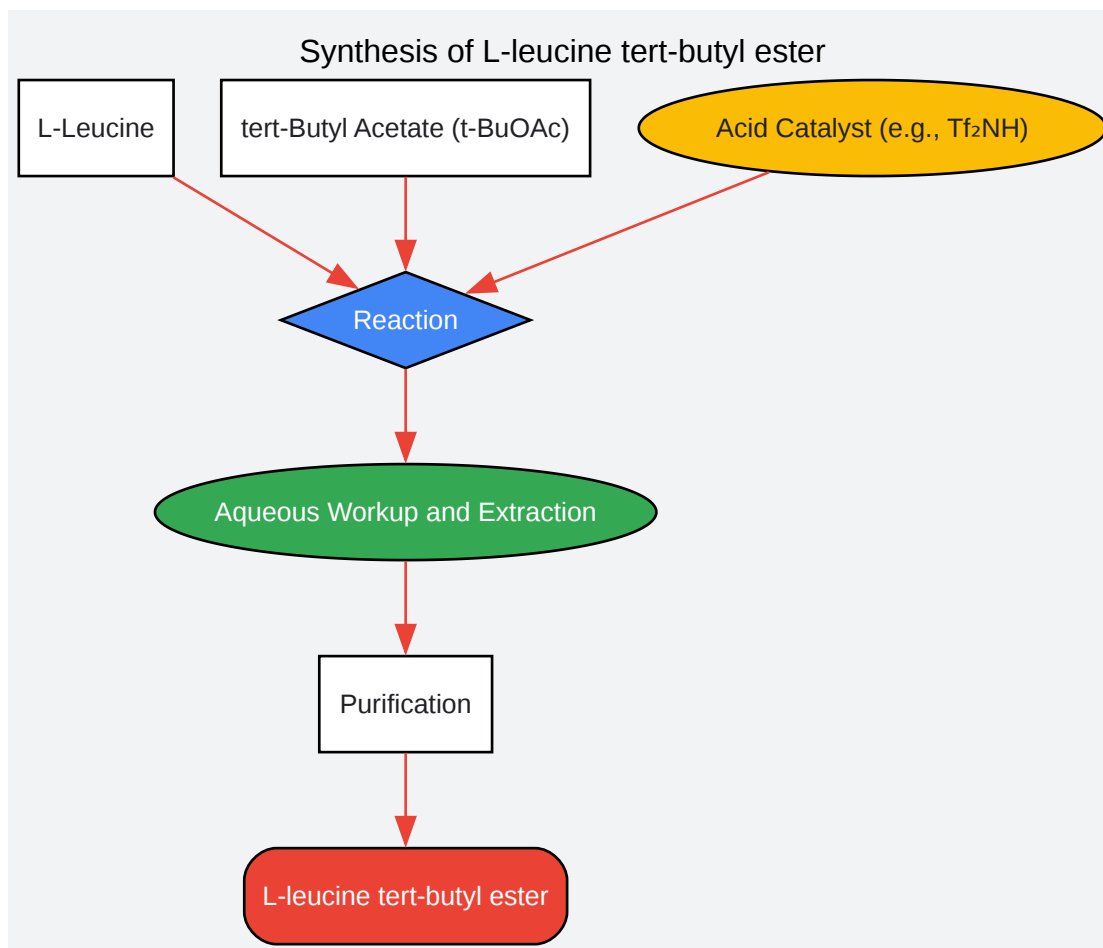 Synthesis of L-leucine tert-butyl ester
L-Leucine
tert-Butyl Acetate (t-BuOAc)
Acid Catalyst (e.g., Tf₂NH)
Reaction
Aqueous Workup and Extraction
Purification
L-leucine tert-butyl ester